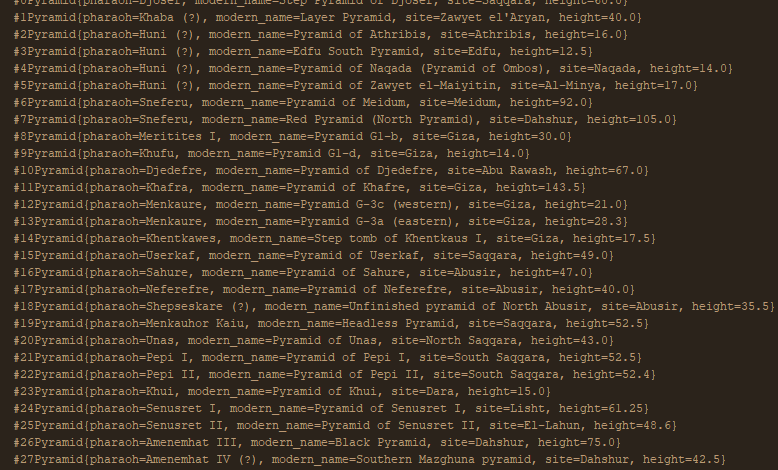 #0Pyramid{pharaoh=Djoser, modern_name=Step Pyramid of Djoser, site=Saqqara, height=60.0}
#1Pyramid{pharaoh=Khaba (?), modern_name=Layer Pyramid, site=Zawyet el'Aryan, height=40.0}
#2Pyramid{pharaoh=Huni (?), modern_name=Pyramid of Athribis, site=Athribis, height=16.0}
#3Pyramid{pharaoh=Huni (?), modern_name=Edfu South Pyramid, site=Edfu, height=12.5}
#4Pyramid{pharaoh=Huni (?), modern_name=Pyramid of Naqada (Pyramid of Ombos), site=Naqada, height=14.0}
#5Pyramid{pharaoh=Huni (?), modern_name=Pyramid of Zawyet el-Maiyitin, site=Al-Minya, height=17.0}
#6Pyramid{pharaoh=Sneferu, modern_name=Pyramid of Meidum, site=Meidum, height=92.0}
#7Pyramid{pharaoh=Sneferu, modern_name=Red Pyramid (North Pyramid), site=Dahshur, height=105.0}
#8Pyramid{pharaoh=Meritites I, modern_name=Pyramid G1-b, site=Giza, height=30.0}
#9Pyramid{pharaoh=Khufu, modern_name=Pyramid G1-d, site=Giza, height=14.0}
#10Pyramid{pharaoh=Djedefre, modern_name=Pyramid of Djedefre, site=Abu Rawash, height=67.0}
#11Pyramid{pharaoh=Khafra, modern_name=Pyramid of Khafre, site=Giza, height=143.5}
#12Pyramid{pharaoh=Menkaure, modern_name=Pyramid G-3c (western), site=Giza, height=21.0}
#13Pyramid{pharaoh=Menkaure, modern_name=Pyramid G-3a (eastern), site=Giza, height=28.3}
#14Pyramid{pharaoh=Khentkawes, modern_name=Step tomb of Khentkaus I, site=Giza, height=17.5}
#15Pyramid{pharaoh=Userkaf, modern_name=Pyramid of Userkaf, site=Saqqara, height=49.0}
#16Pyramid{pharaoh=Sahure, modern_name=Pyramid of Sahure, site=Abusir, height=47.0}
#17Pyramid{pharaoh=Neferefre, modern_name=Pyramid of Neferefre, site=Abusir, height=40.0}
#18Pyramid{pharaoh=Shepseskare (?), modern_name=Unfinished pyramid of North Abusir, site=Abusir, height=35.5}
#19Pyramid{pharaoh=Menkauhor Kaiu, modern_name=Headless Pyramid, site=Saqqara, height=52.5}
#20Pyramid{pharaoh=Unas, modern_name=Pyramid of Unas, site=North Saqqara, height=43.0}
#21Pyramid{pharaoh=Pepi I, modern_name=Pyramid of Pepi I, site=South Saqqara, height=52.5}
#22Pyramid{pharaoh=Pepi II, modern_name=Pyramid of Pepi II, site=South Saqqara, height=52.4}
#23Pyramid{pharaoh=Khui, modern_name=Pyramid of Khui, site=Dara, height=15.0}
#24Pyramid{pharaoh=Senusret I, modern_name=Pyramid of Senusret I, site=Lisht, height=61.25}
#25Pyramid{pharaoh=Senusret II, modern_name=Pyramid of Senusret II, site=El-Lahun, height=48.6}
#26Pyramid{pharaoh=Amenemhat III, modern_name=Black Pyramid, site=Dahshur, height=75.0}
#27Pyramid{pharaoh=Amenemhat IV (?), modern_name=Southern Mazghuna pyramid, site=Dahshur, height=42.5}